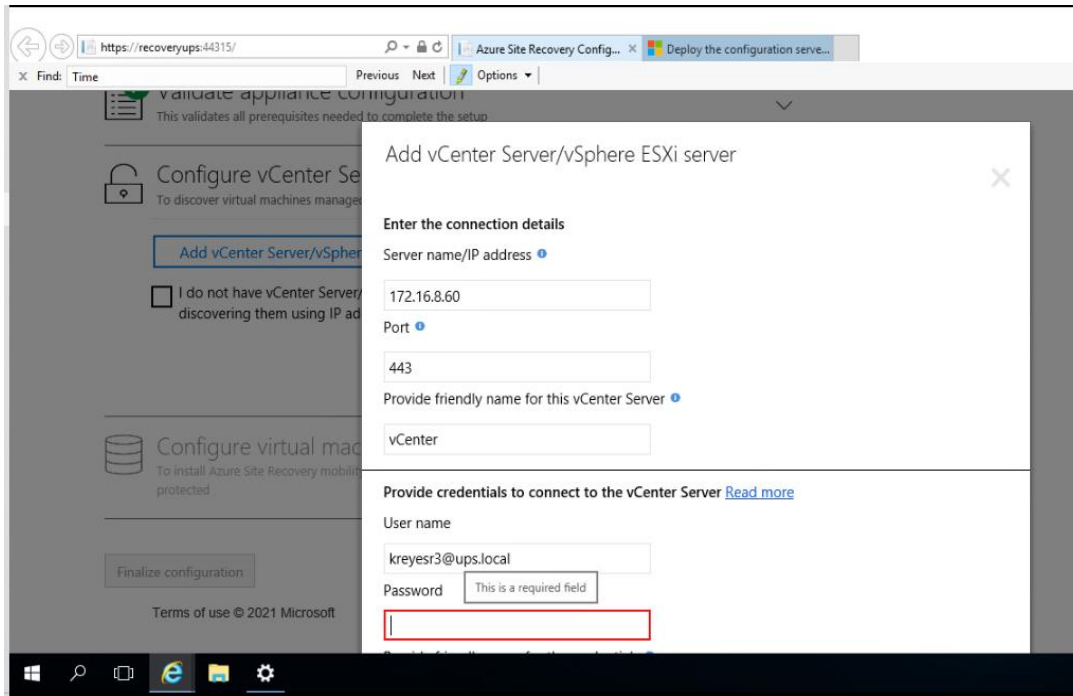 https://recoveryups:44315/
Azure Site Recovery Config...
Deploy the configuration serve...
X Find: Time
Previous Next Options
Validate appliance configuration
This validates all prerequisites needed to complete the setup
Configure vCenter Se
To discover virtual machines manage
Add vCenter Server/vSpher
I do not have vCenter Server/
discovering them using IP ad
Configure virtual mac
To install Azure Site Recovery mobilit
protected
Finalize configuration
Terms of use © 2021 Microsoft
Add vCenter Server/vSphere ESXi server
Enter the connection details
Server name/IP address
172.16.8.60
Port
443
Provide friendly name for this vCenter Server
vCenter
Provide credentials to connect to the vCenter Server Read more
User name
kreyesr3@ups.local
Password
This is a required field